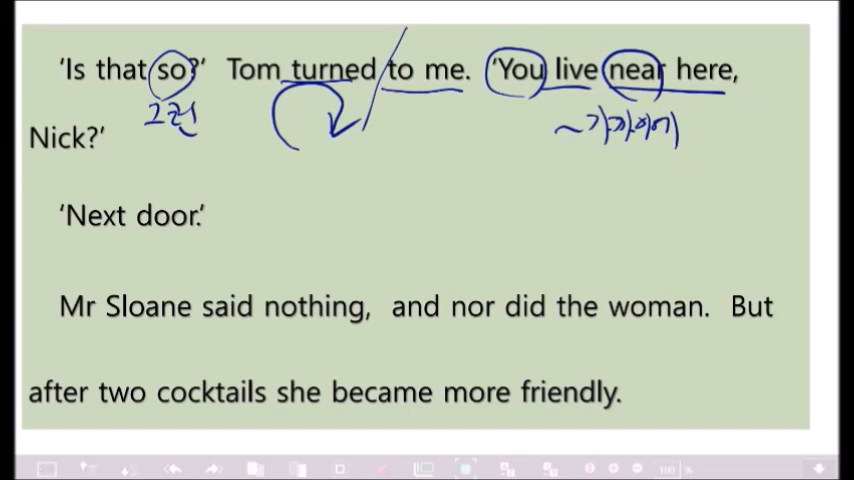 ‘Is that so?’ Tom turned to me. ‘You live near here,
그런
~가까이에
Nick?’
‘Next door.’
Mr Sloane said nothing, and nor did the woman. But
after two cocktails she became more friendly.
100 %